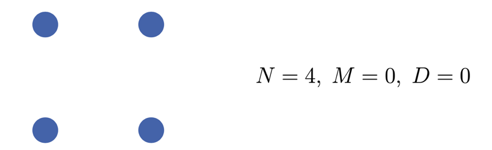 N = 4, M = 0, D = 0